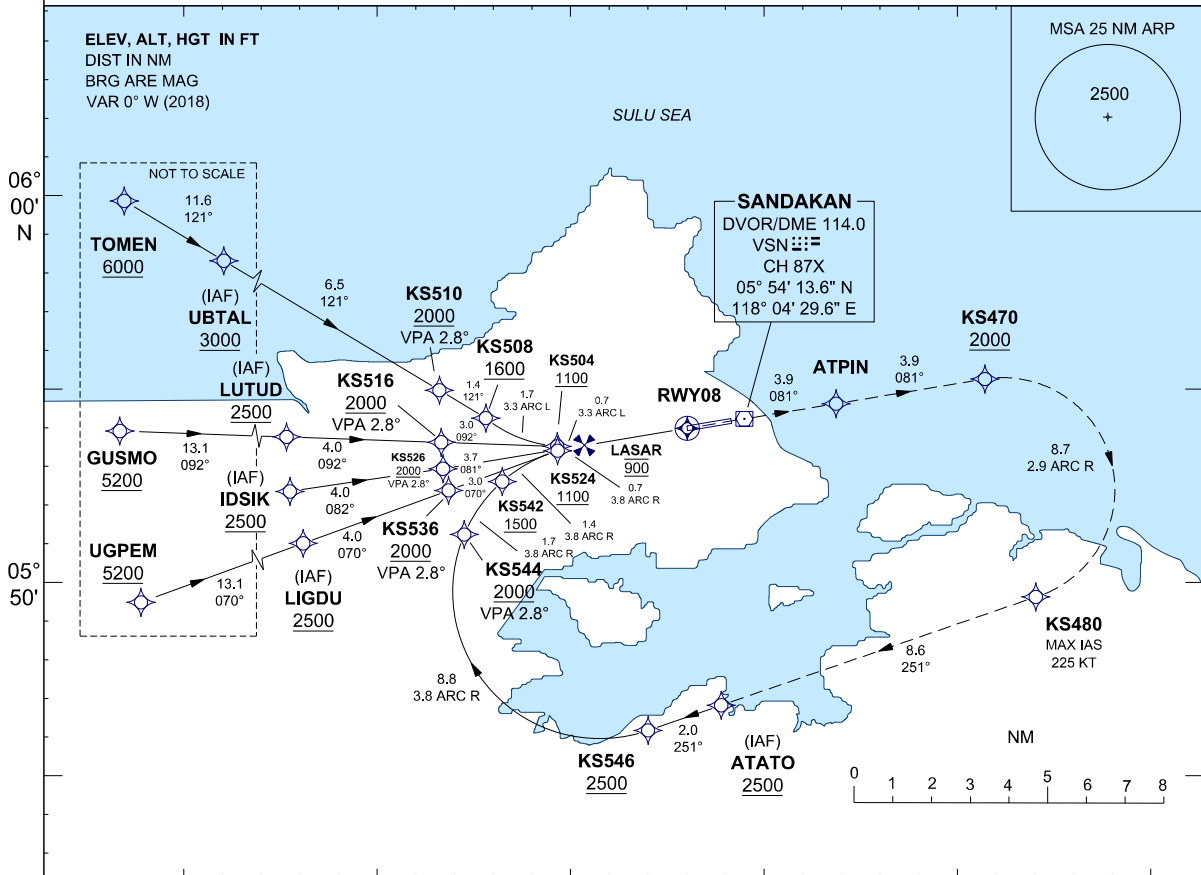 ELEV, ALT, HGT IN FT
DIST IN NM
BRG ARE MAG
VAR 0° W (2018)
MSA 25 NM ARP
2500
SULU SEA
06°
00'
N
05°
50'
NOT TO SCALE
11.6
121°
TOMEN
6000
(IAF)
UBTAL
3000
6.5
121°
(IAF)
LUTUD
2500
GUSMO
5200
13.1
092°
4.0
092°
(IAF)
IDSIK
2500
4.0
082°
UGPEM
5200
13.1
070°
4.0
070°
(IAF)
LIGDU
2500
KS510
2000
VPA 2.8°
KS508
1600
1.4
121°
KS516
2000
VPA 2.8°
3.0
092°
KS504
1100
1.7
3.3 ARC L
0.7
3.3 ARC L
KS526
2000
VPA 2.8°
3.7
081°
3.0
070°
KS536
2000
VPA 2.8°
KS542
1500
KS524
1100
LASAR
900
0.7
3.8 ARC R
1.4
3.8 ARC R
1.7
3.8 ARC R
KS544
2000
VPA 2.8°
RWY08
SANDAKAN
DVOR/DME 114.0
VSN
CH 87X
05° 54' 13.6" N
118° 04' 29.6" E
3.9
081°
ATPIN
3.9
081°
KS470
2000
8.7
2.9 ARC R
KS480
MAX IAS
225 KT
8.6
251°
(IAF)
ATATO
2500
2.0
251°
KS546
2500
8.8
3.8 ARC R
NM
0 1 2 3 4 5 6 7 8